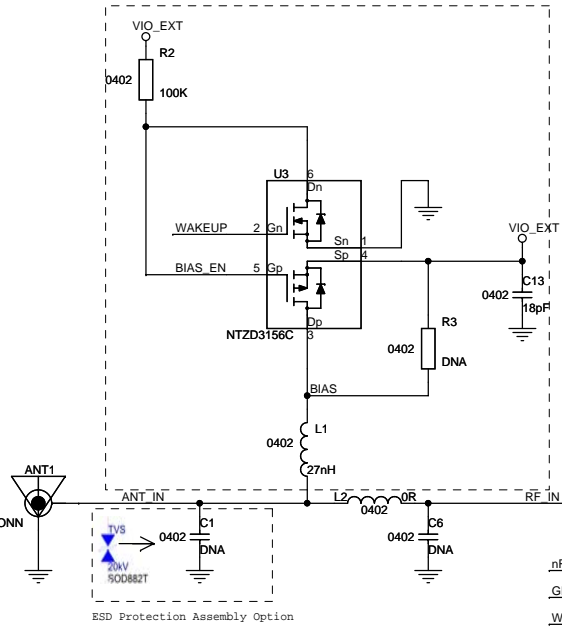 VIO_EXT
R2
0402
100K
U3
6
Dn
WAKEUP
2
Gn
Sn
1
VIO_EXT
Sp
4
BIAS_EN
5
Gp
C13
0402
18pF
R3
Dp
NTZD3156C
3
0402
DNA
BIAS
L1
0402
27nH
ANT1
ANT_IN
L2
0R
RF_IN
0402
TVS
C1
C6
0402
0402
DNA
DNA
20kV
SOD882T
ESD Protection Assembly Option